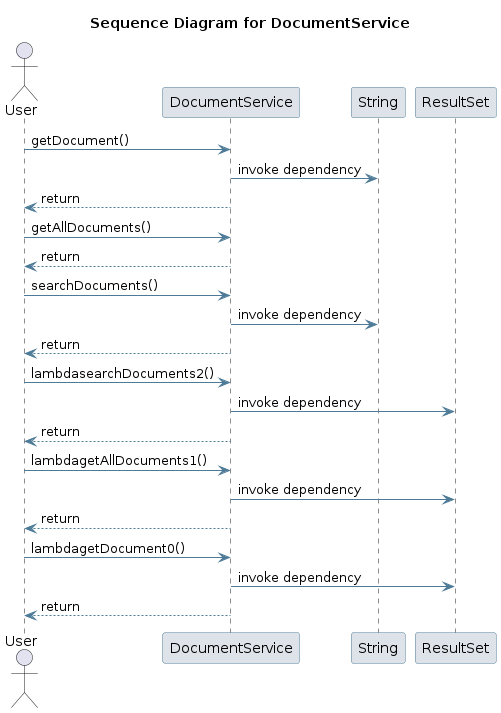 Sequence Diagram for DocumentService
User
DocumentService
String
ResultSet
getDocument()
invoke dependency
return
getAllDocuments()
return
searchDocuments()
invoke dependency
return
lambdasearchDocuments2()
invoke dependency
return
lambdagetAllDocuments1()
invoke dependency
return
lambdagetDocument0()
invoke dependency
return
User
DocumentService
String
ResultSet